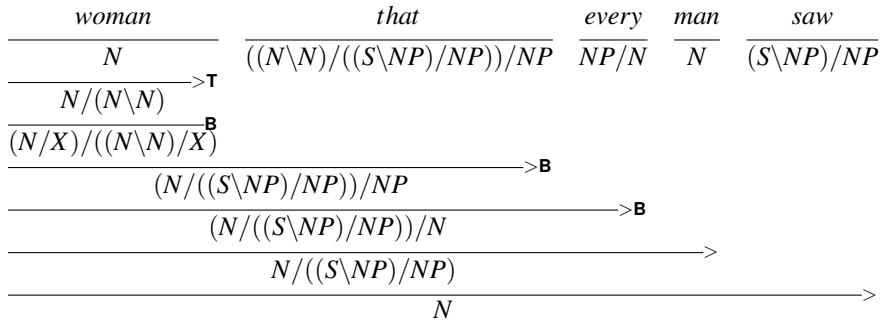 woman that every man saw
N ((N\N)/((S\NP)/NP))/NP NP/N N (S\NP)/NP
>T
N/(N\N)
B
(N/X)/((N\N)/X)
>B
(N/((S\NP)/NP))/NP
>B
(N/((S\NP)/NP))/N
>
N/((S\NP)/NP)
>
N